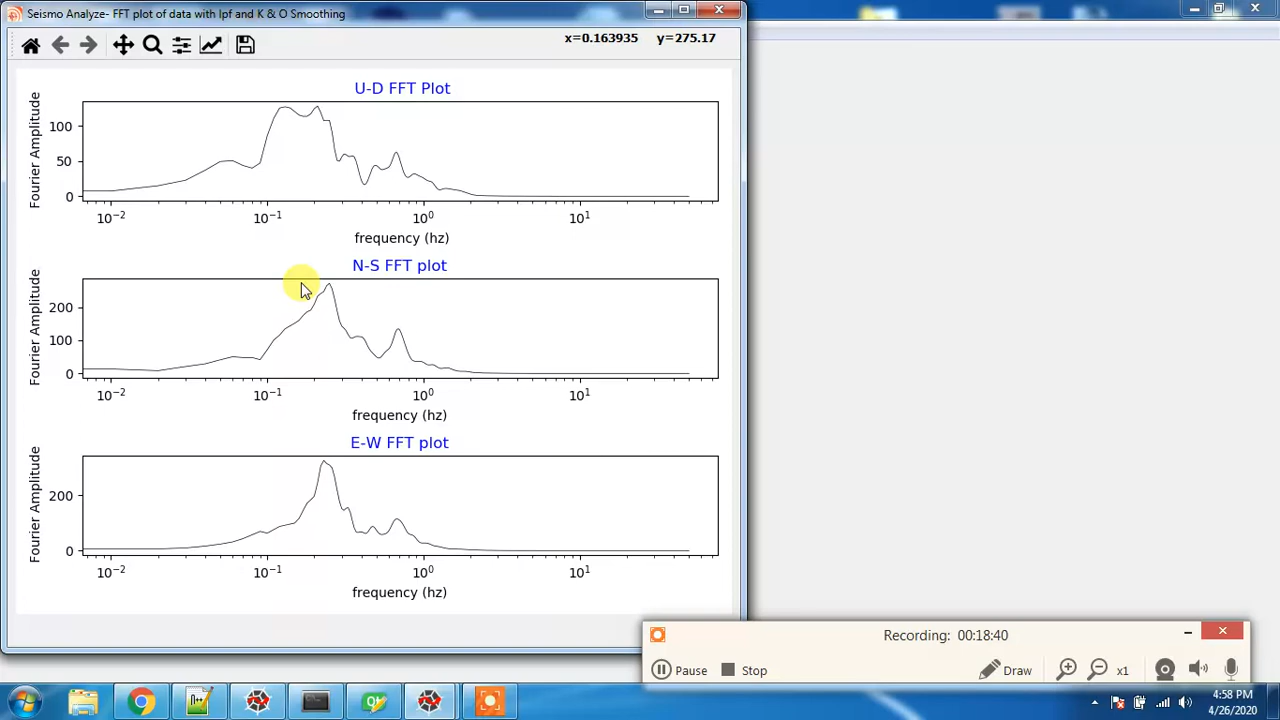 Seismo Analyze- FFT plot of data with lpf and K & O Smoothing
x=0.163935 y=275.17
U-D FFT Plot
Fourier Amplitude
100
50
0
10⁻² 10⁻¹ 10⁰ 10¹
frequency (hz)
N-S FFT plot
Fourier Amplitude
200
100
0
10⁻² 10⁻¹ 10⁰ 10¹
frequency (hz)
E-W FFT plot
Fourier Amplitude
200
0
10⁻² 10⁻¹ 10⁰ 10¹
frequency (hz)
Recording: 00:18:40
Pause Stop Draw x1
4:58 PM
4/26/2020